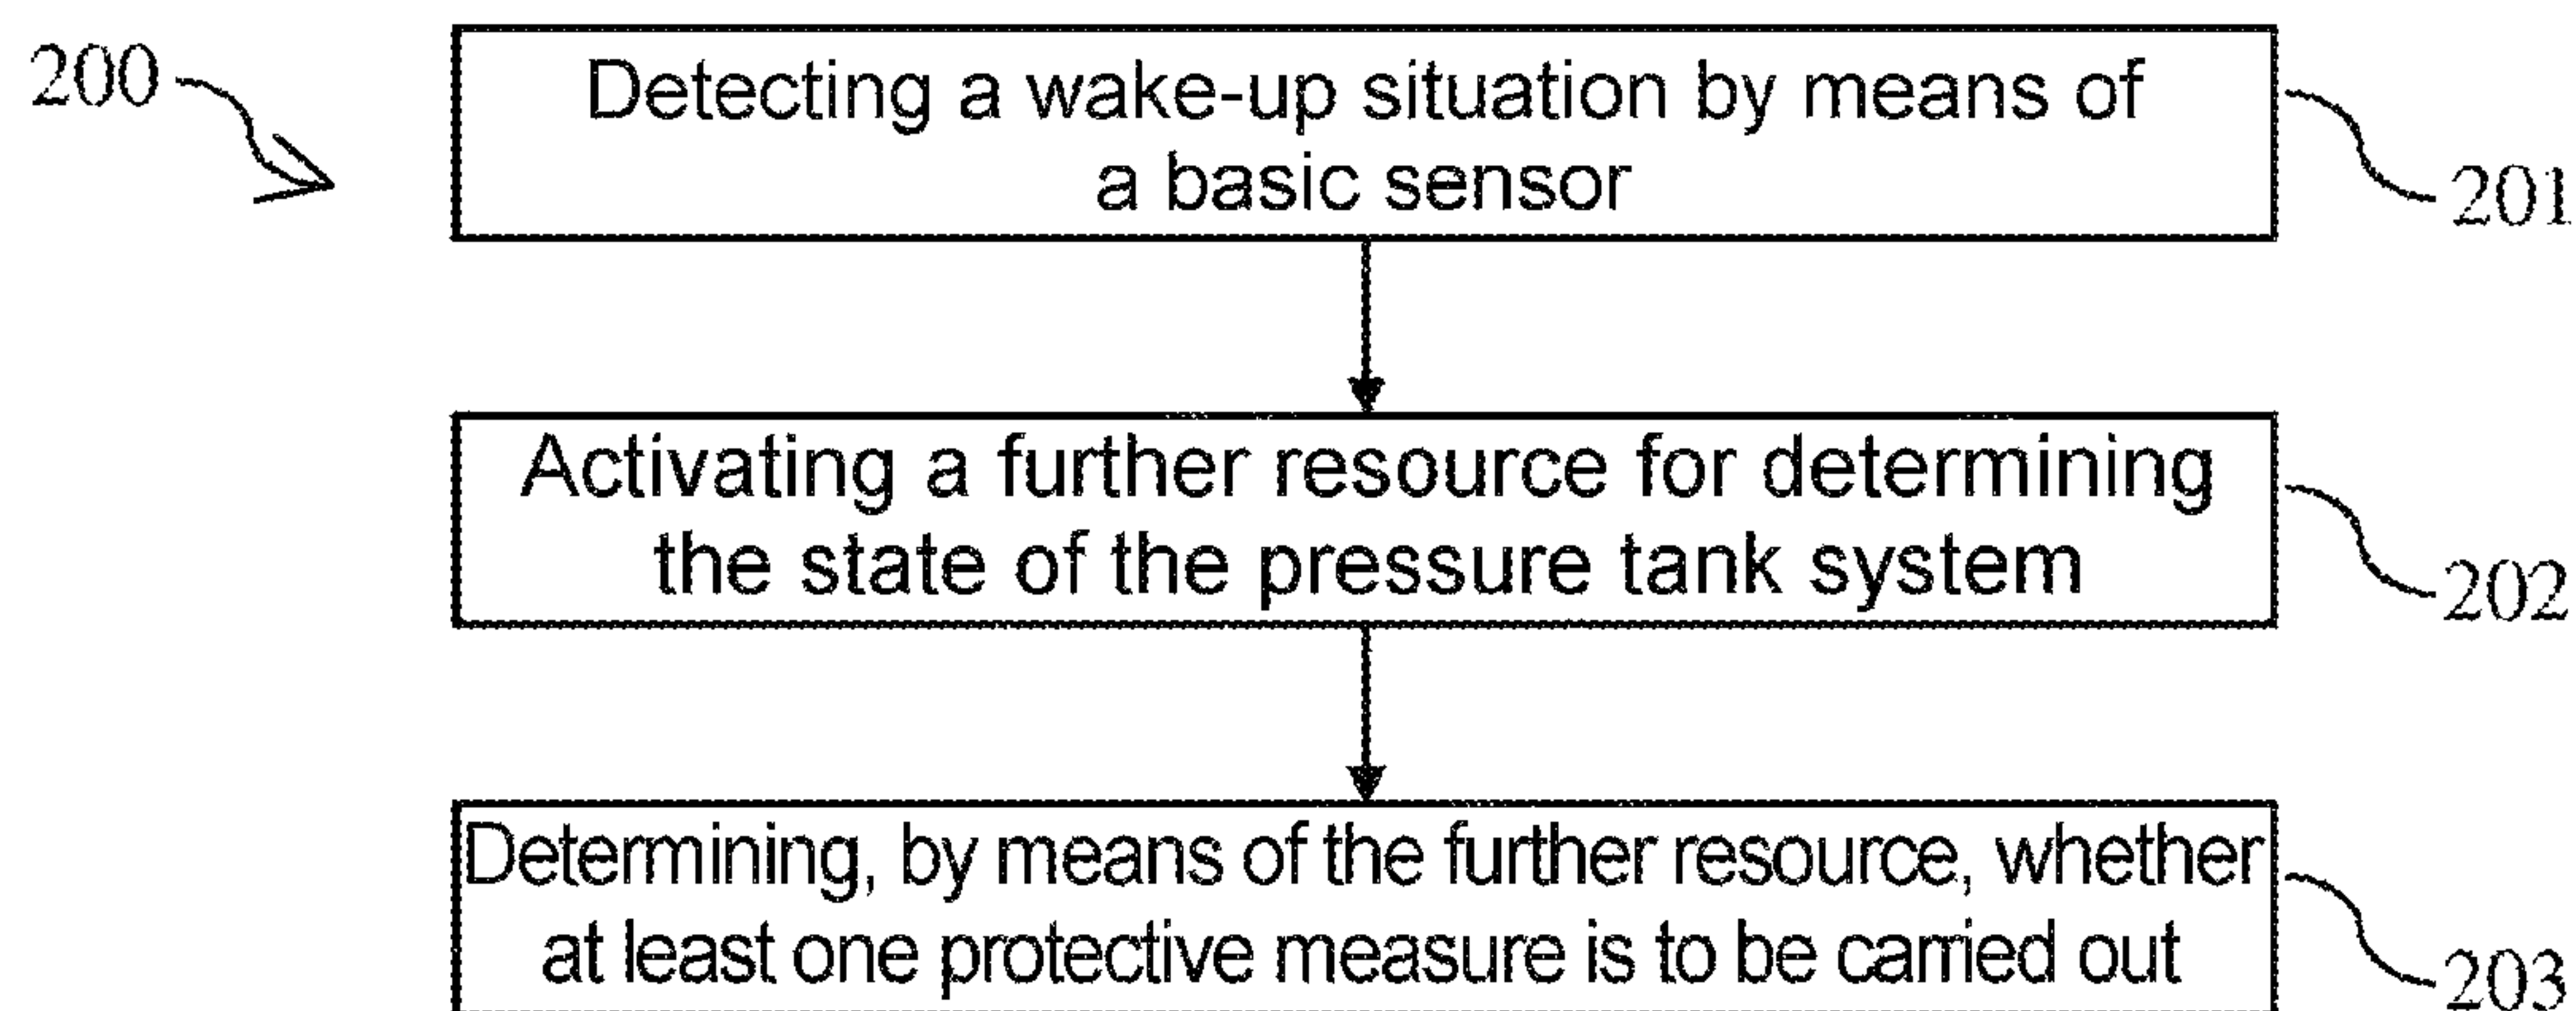 200
Detecting a wake-up situation by means of
a basic sensor
201
Activating a further resource for determining
the state of the pressure tank system
202
Determining, by means of the further resource, whether
at least one protective measure is to be carried out
203